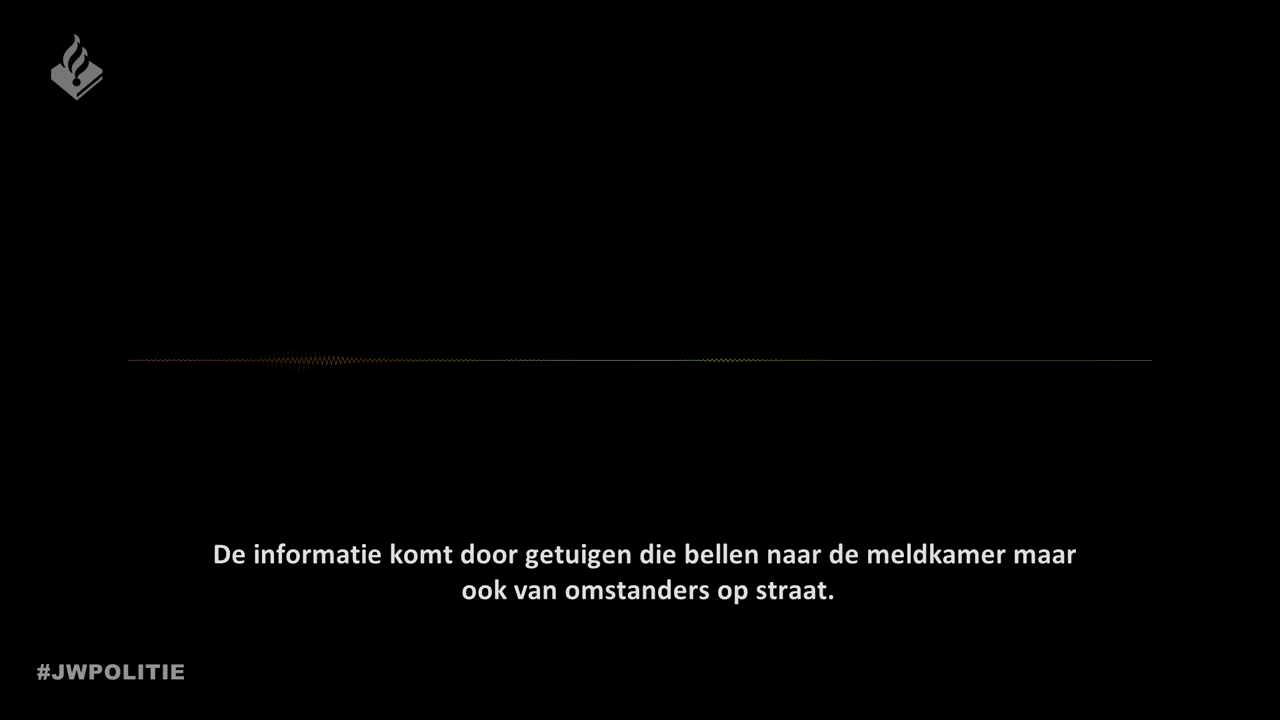 De informatie komt door getuigen die bellen naar de meldkamer maar
ook van omstanders op straat.
#JWPOLITIE